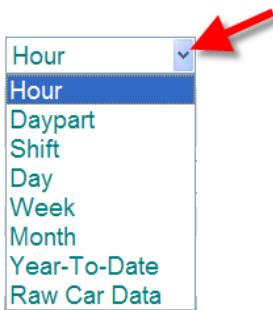 Hour
Hour
Daypart
Shift
Day
Week
Month
Year-To-Date
Raw Car Data